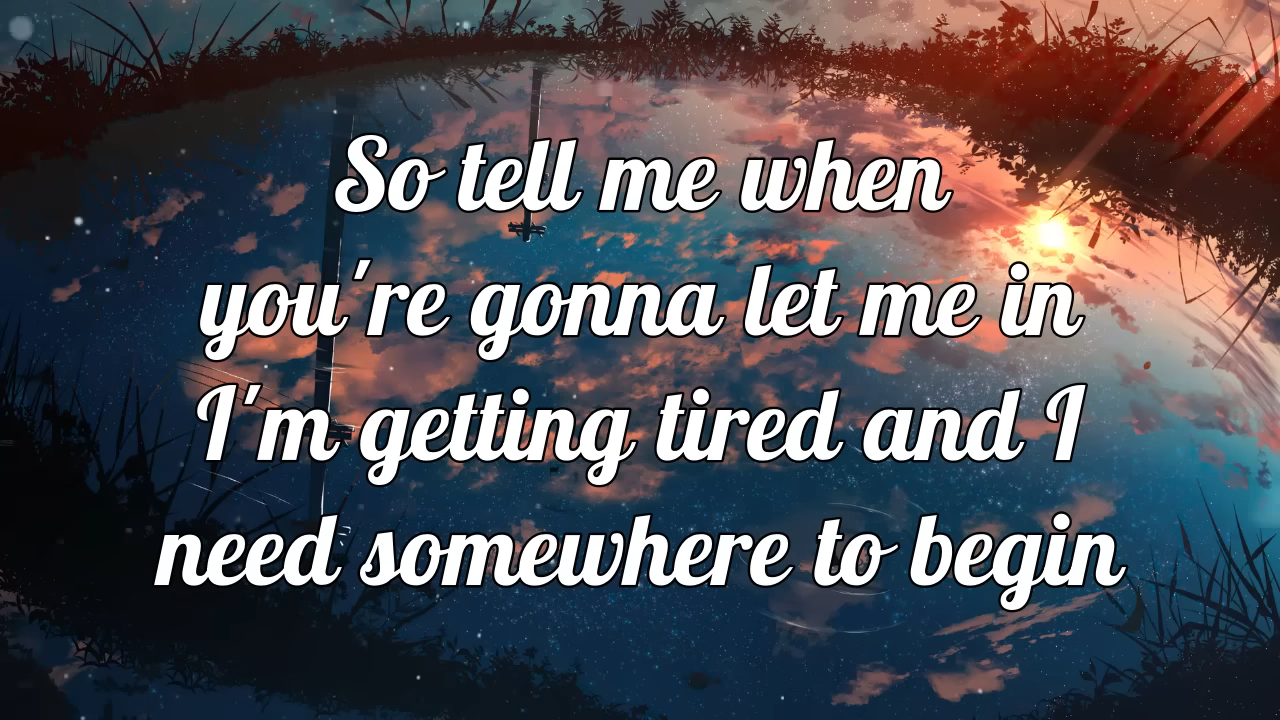 So tell me when
you're gonna let me in
I'm getting tired and I
need somewhere to begin